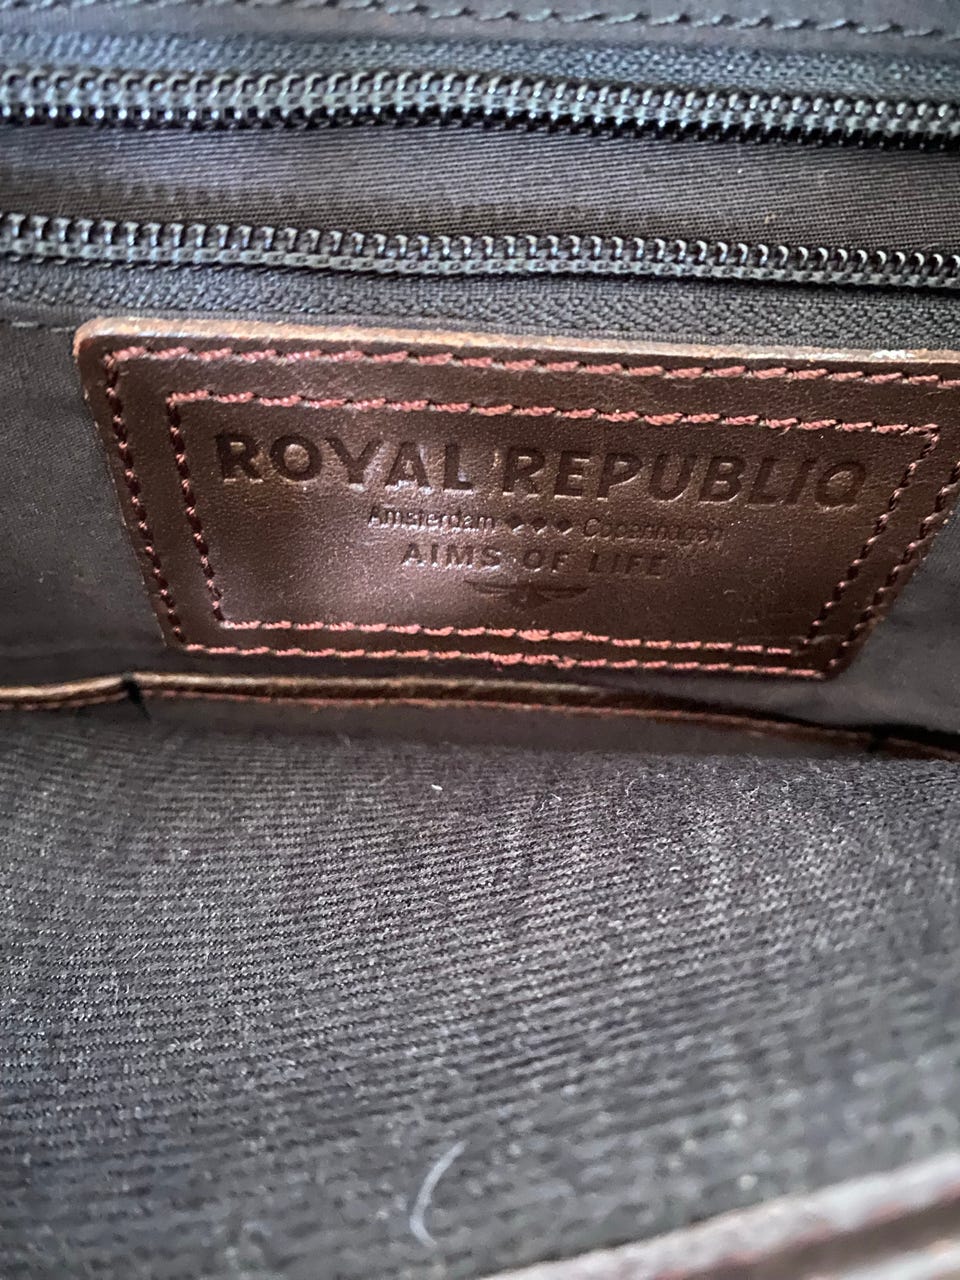 ROYAL REPUBLIQ
Amsterdam ◆◆◆ Copenhagen
AIMS OF LIFE